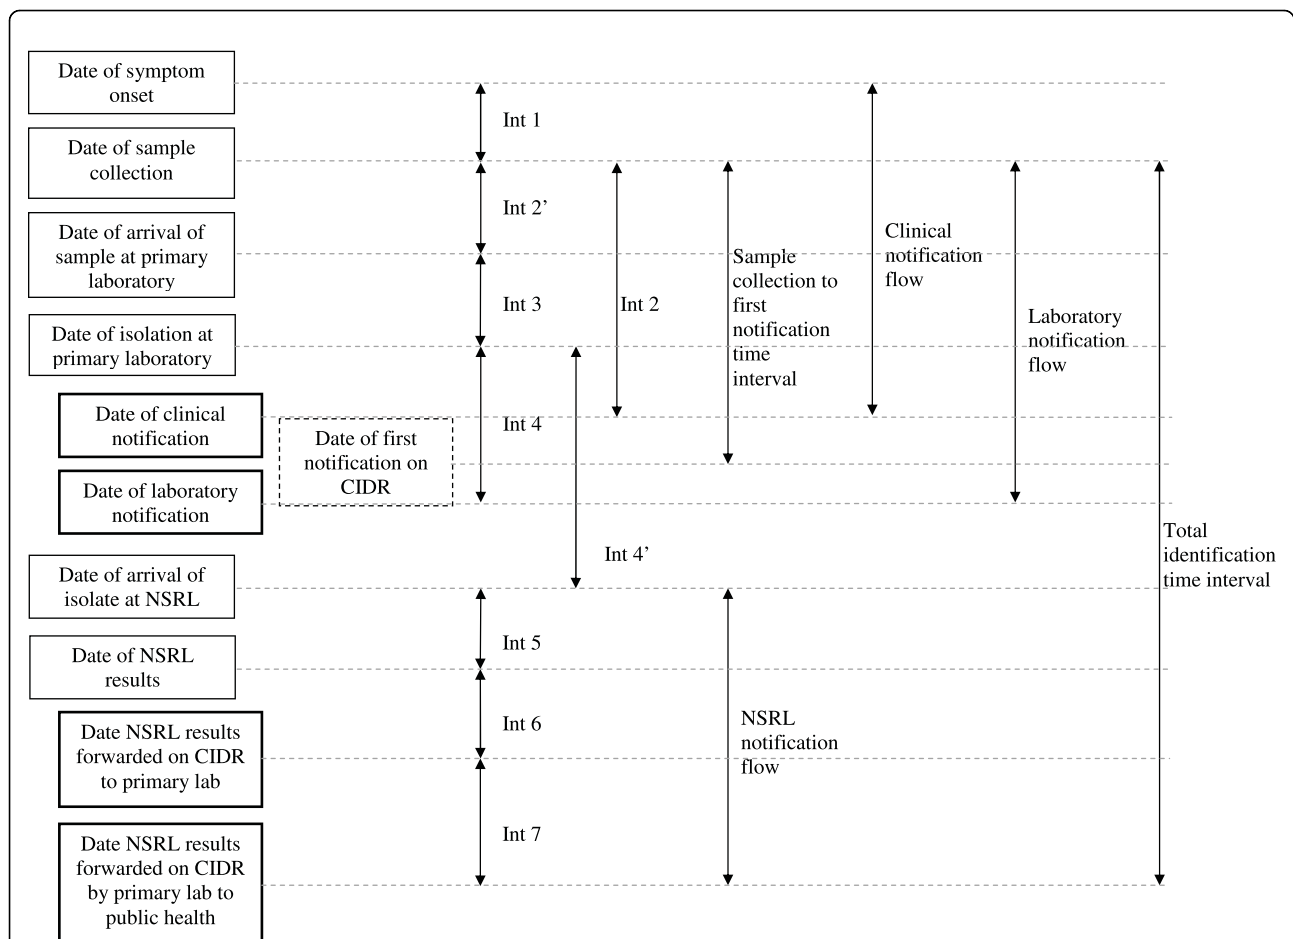 Date of symptom
onset
Int 1
Date of sample
collection
Int 2’
Date of arrival of
sample at primary
laboratory
Clinical
notification
flow
Sample
collection to
first
notification
time
interval
Int 3
Int 2
Laboratory
notification
flow
Date of isolation at
primary laboratory
Date of clinical
notification
Int 4
Date of first
notification on
CIDR
Date of laboratory
notification
Total
identification
time interval
Int 4’
Date of arrival of
isolate at NSRL
Int 5
Date of NSRL
results
Int 6
NSRL
notification
flow
Date NSRL results
forwarded on CIDR
to primary lab
Int 7
Date NSRL results
forwarded on CIDR
by primary lab to
public health